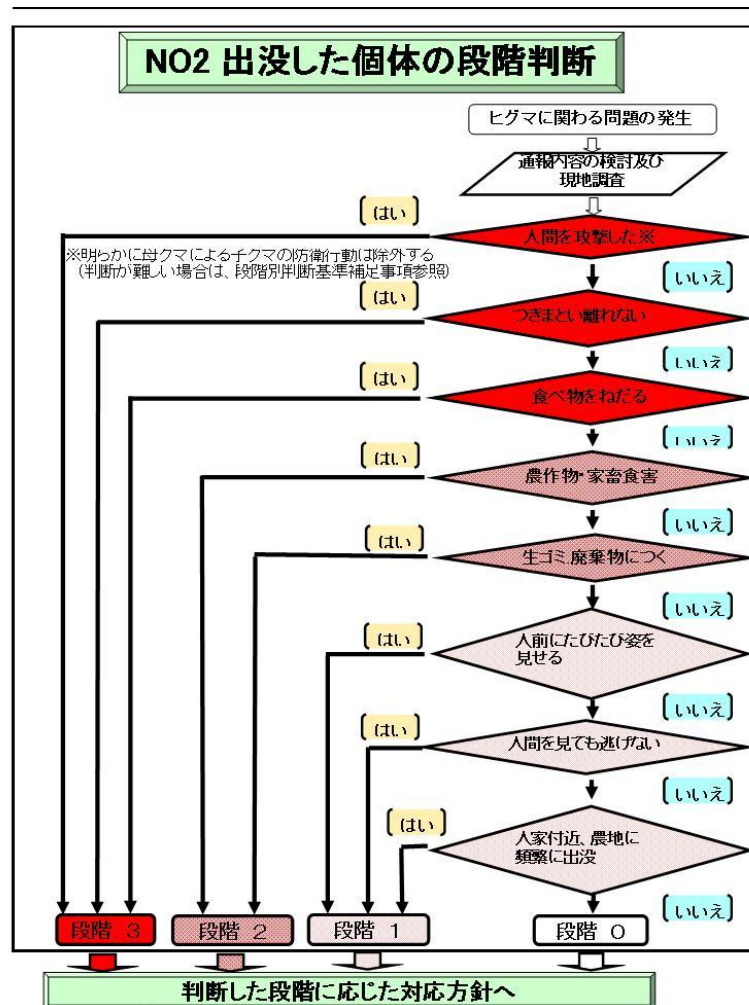 NO2 出没した個体の段階判断
ヒグマに関わる問題の発生
通報内容の検討及び
現地調査
はい
人間を攻撃した※
※明らかに母クマによる子クマの防衛行動は除外する
(判断が難しい場合は、段階別判断基準補足事項参照)
いいえ
はい
つきまとい離れない
いいえ
はい
食べ物をねだる
いいえ
はい
農作物・家畜食害
いいえ
はい
生ゴミ、廃棄物につく
いいえ
はい
人前にたびたび姿を
見せる
いいえ
はい
人間を見ても逃げない
いいえ
はい
人家付近、農地に
頻繁に出没
いいえ
段階 3
段階 2
段階 1
段階 0
判断した段階に応じた対応方針へ